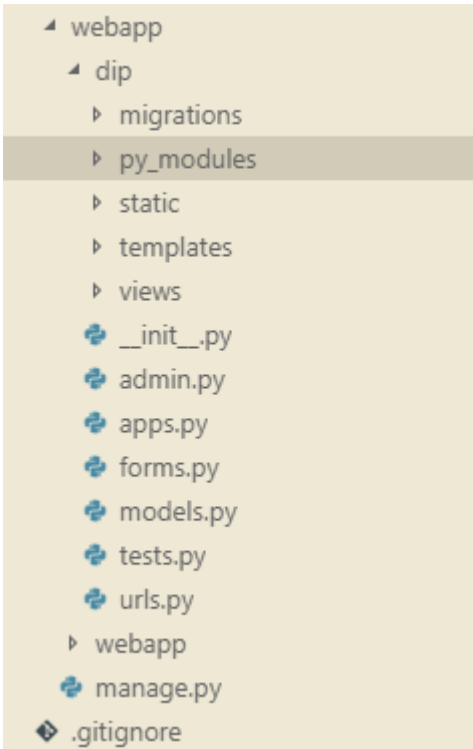 webapp
dip
migrations
py_modules
static
templates
views
__init__.py
admin.py
apps.py
forms.py
models.py
tests.py
urls.py
webapp
manage.py
.gitignore